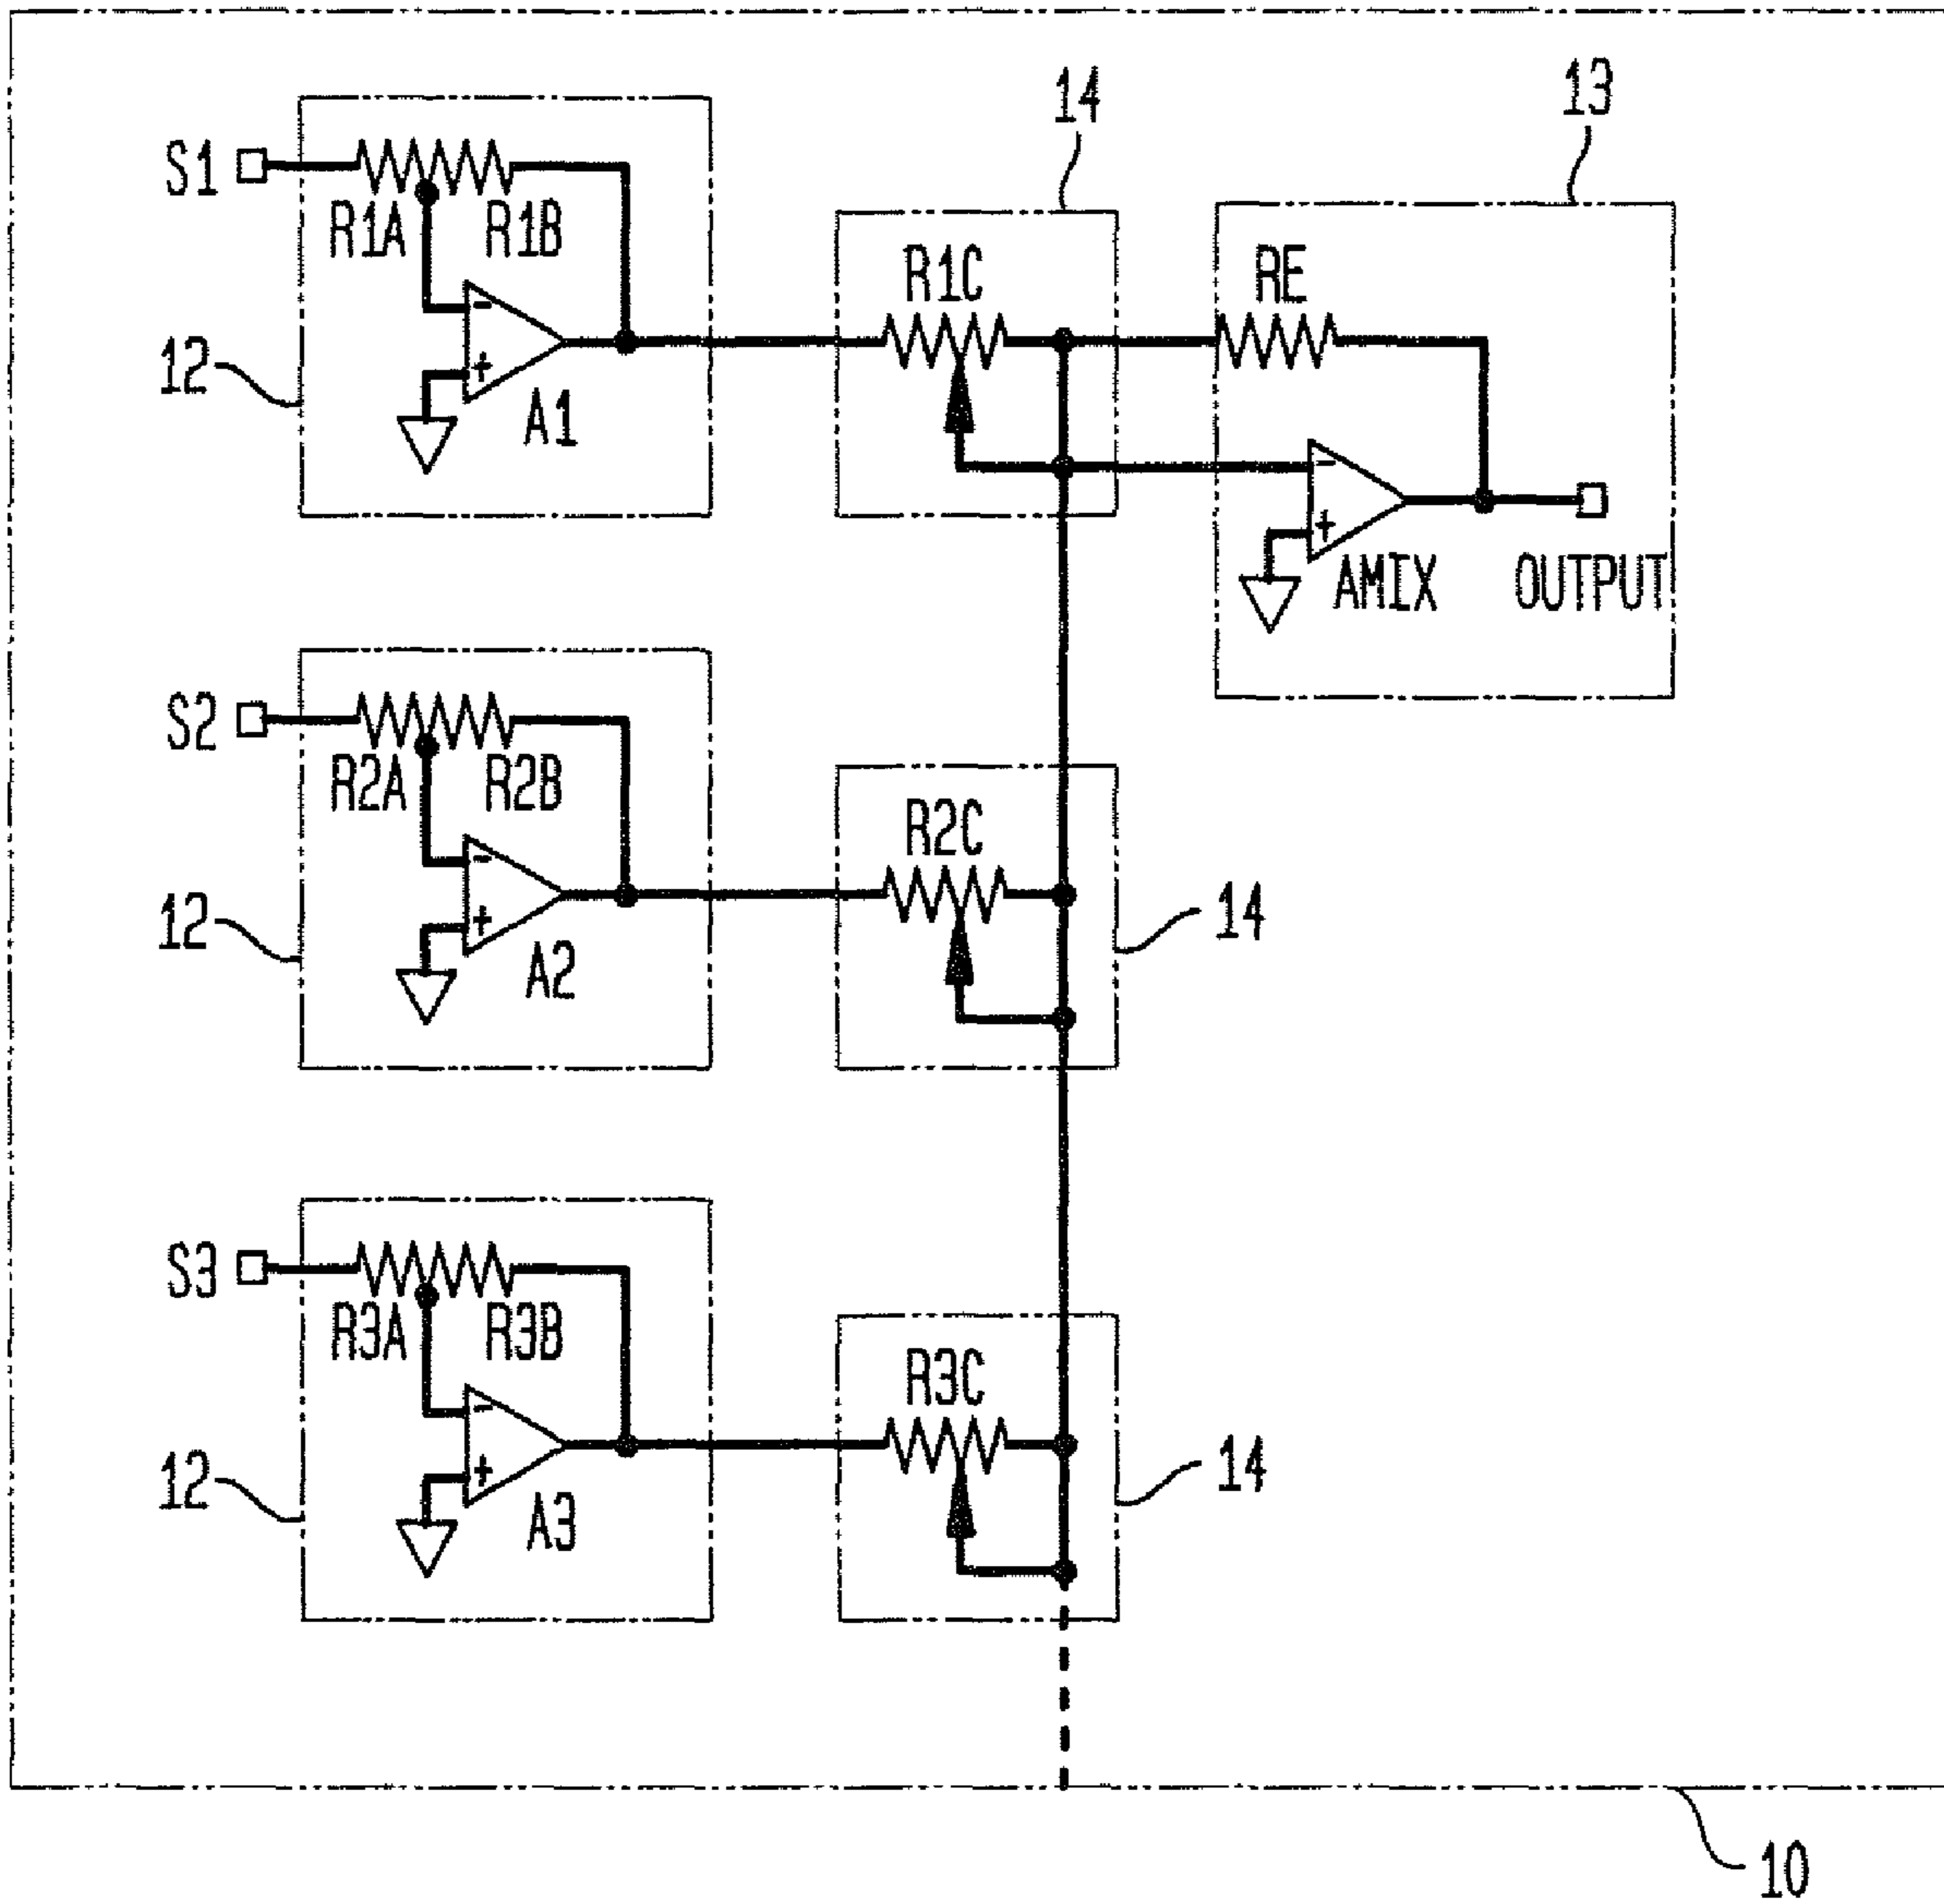 14
13
S1
R1A
R1B
R1C
RE
12
A1
AMIX
OUTPUT
S2
R2A
R2B
R2C
12
A2
14
S3
R3A
R3B
R3C
12
A3
14
10